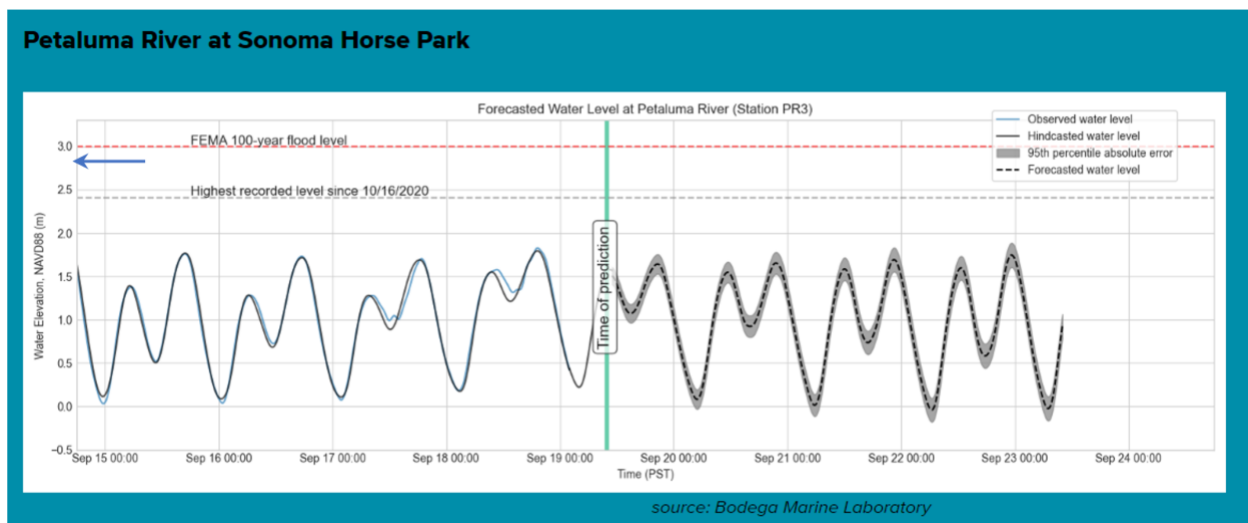 Petaluma River at Sonoma Horse Park
Forecasted Water Level at Petaluma River (Station PR3)
Observed water level
Hindcasted water level
95th percentile absolute error
Forecasted water level
FEMA 100-year flood level
Highest recorded level since 10/16/2020
Time of prediction
Water Elevation, NAVD88 (m)
3.0
2.5
2.0
1.5
1.0
0.5
0.0
−0.5
Sep 15 00:00 Sep 16 00:00 Sep 17 00:00 Sep 18 00:00 Sep 19 00:00 Sep 20 00:00 Sep 21 00:00 Sep 22 00:00 Sep 23 00:00 Sep 24 00:00
Time (PST)
source: Bodega Marine Laboratory